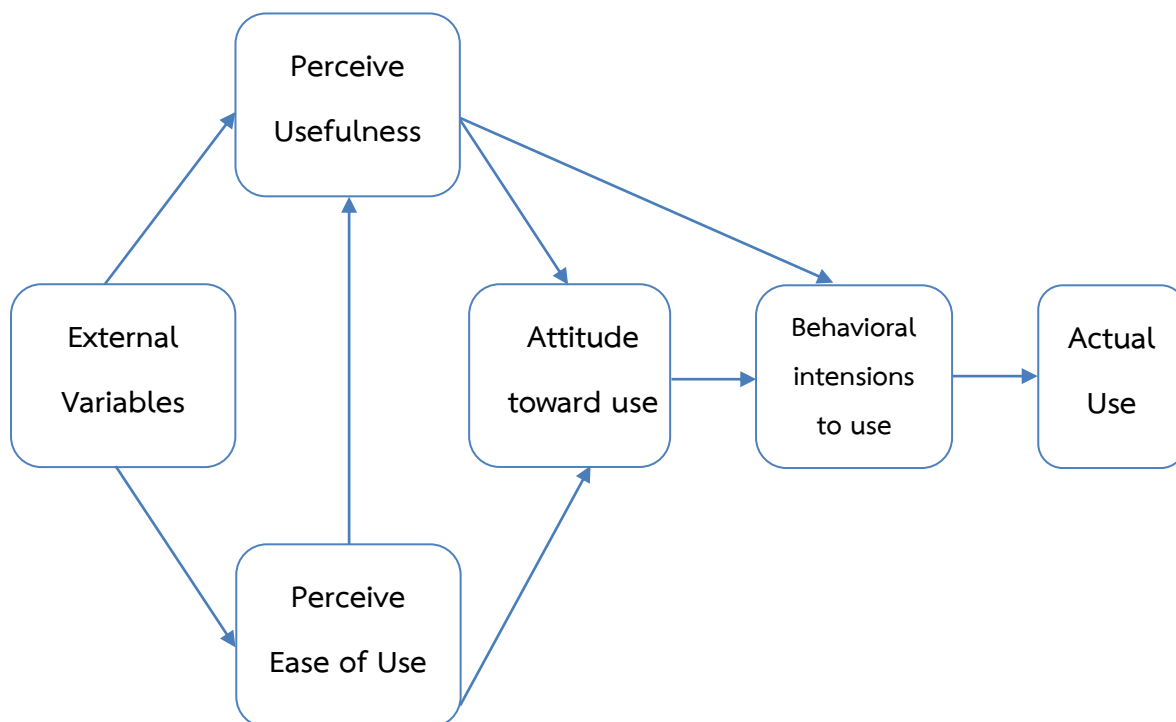 Perceive
Usefulness
External
Variables
Attitude
toward use
Behavioral
intensions
to use
Actual
Use
Perceive
Ease of Use